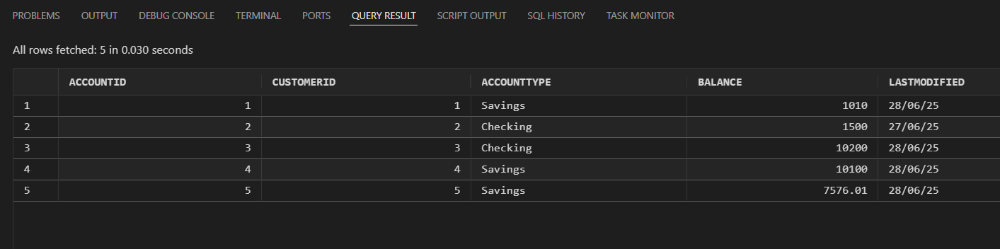 PROBLEMS OUTPUT DEBUG CONSOLE TERMINAL PORTS QUERY RESULT SCRIPT OUTPUT SQL HISTORY TASK MONITOR
All rows fetched: 5 in 0.030 seconds
ACCOUNTID CUSTOMERID ACCOUNTTYPE BALANCE LASTMODIFIED
1 1 1 Savings 1010 28/06/25
2 2 2 Checking 1500 27/06/25
3 3 3 Checking 10200 28/06/25
4 4 4 Savings 10100 28/06/25
5 5 5 Savings 7576.01 28/06/25